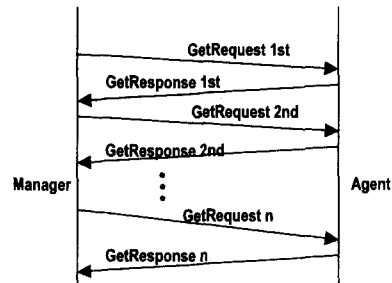 GetRequest 1st
GetResponse 1st
GetRequest 2nd
GetResponse 2nd
Manager
Agent
GetRequest n
GetResponse n